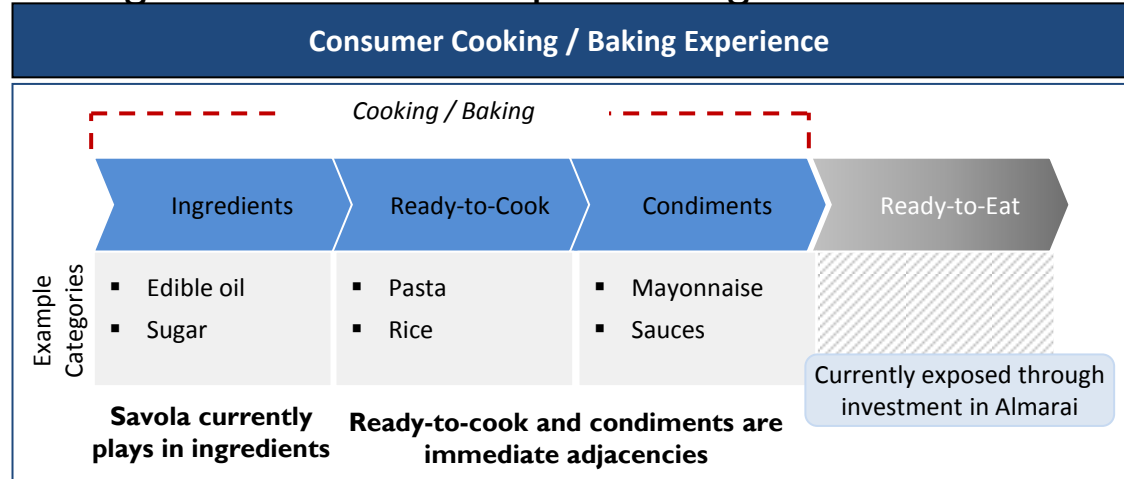 Consumer Cooking / Baking Experience
Cooking / Baking
Ingredients
Ready-to-Cook
Condiments
Ready-to-Eat
Example
Categories
▪ Edible oil
▪ Sugar
▪ Pasta
▪ Rice
▪ Mayonnaise
▪ Sauces
Currently exposed through
investment in Almarai
Savola currently
plays in ingredients
Ready-to-cook and condiments are
immediate adjacencies